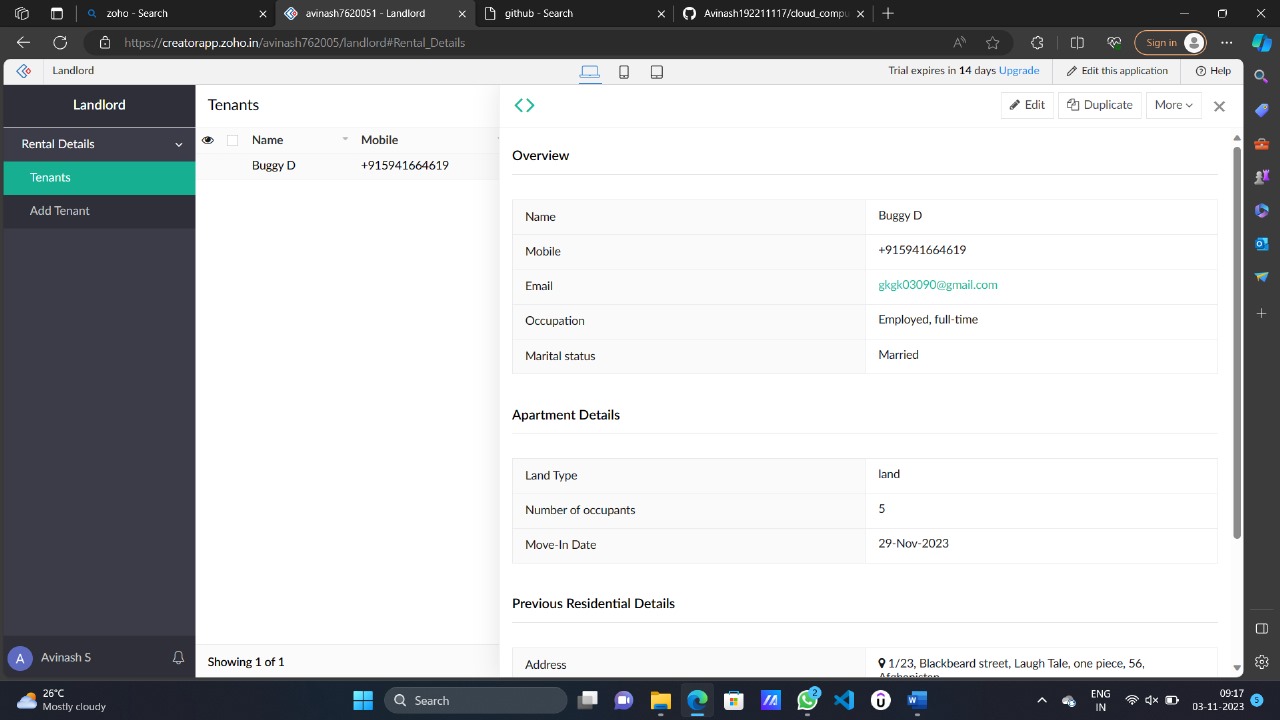 zoho - Search
avinash7620051 - Landlord
github - Search
Avinash192211117/cloud_compu
https://creatorapp.zoho.in/avinash762005/landlord#Rental_Details
Sign in
Landlord
Trial expires in 14 days Upgrade
Edit this application
Help
Landlord
Rental Details
Tenants
Add Tenant
Avinash S
A
Tenants
Name Mobile
Buggy D +915941664619
Showing 1 of 1
Edit
Duplicate
More
Overview
Name Buggy D
Mobile +915941664619
Email gkgk03090@gmail.com
Occupation Employed, full-time
Marital status Married
Apartment Details
Land Type land
Number of occupants 5
Move-In Date 29-Nov-2023
Previous Residential Details
Address 1/23, Blackbeard street, Laugh Tale, one piece, 56,
26°C
Mostly cloudy
Search
2
ENG
IN
09:17
03-11-2023
5